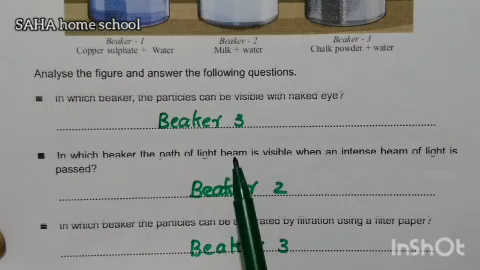 SAHA home school
Beaker - 1 Beaker - 2 Beaker - 3
Copper sulphate + Water Milk + water Chalk powder + water
Analyse the figure and answer the following questions.
In which beaker, the particles can be visible with naked eye?
Beaker 3
In which beaker the path of light beam is visible when an intense beam of light is
passed?
Beaker 2
In which beaker the particles can be separated by filtration using a filter paper?
Beaker 3
InShOt